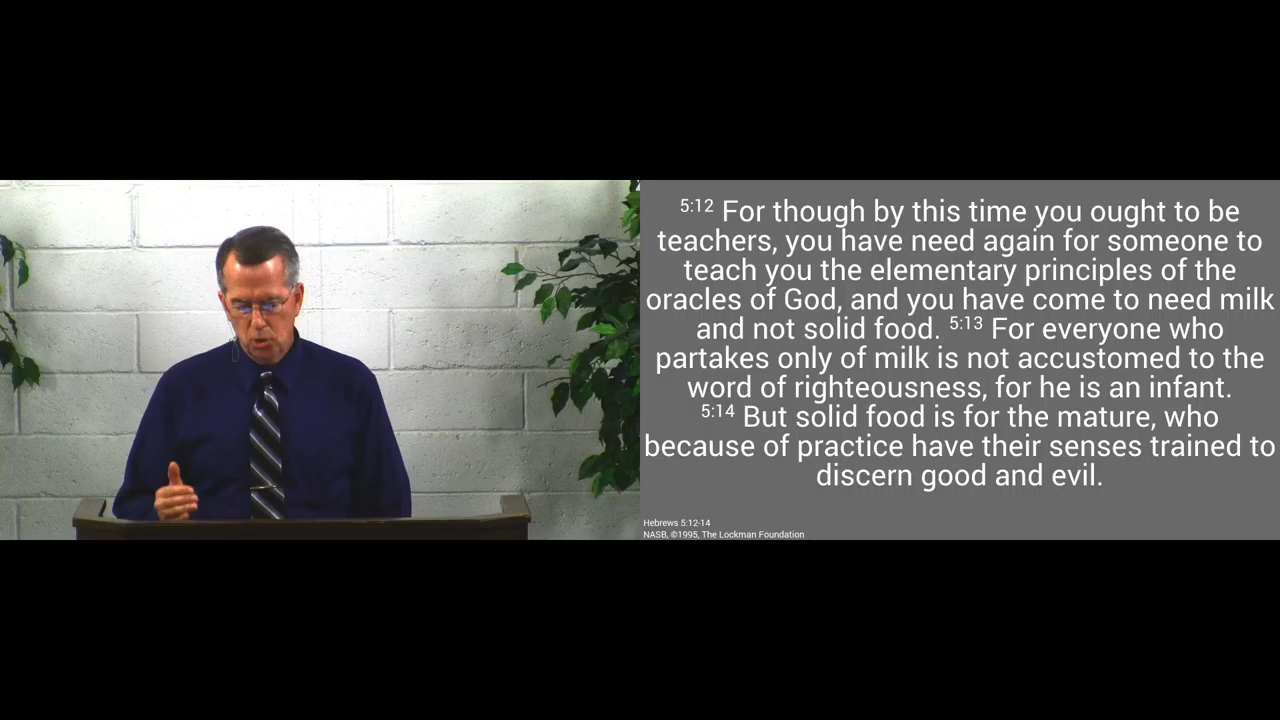 5:12 For though by this time you ought to be
teachers, you have need again for someone to
teach you the elementary principles of the
oracles of God, and you have come to need milk
and not solid food. 5:13 For everyone who
partakes only of milk is not accustomed to the
word of righteousness, for he is an infant.
5:14 But solid food is for the mature, who
because of practice have their senses trained to
discern good and evil.
Hebrews 5:12-14
NASB, ©1995, The Lockman Foundation